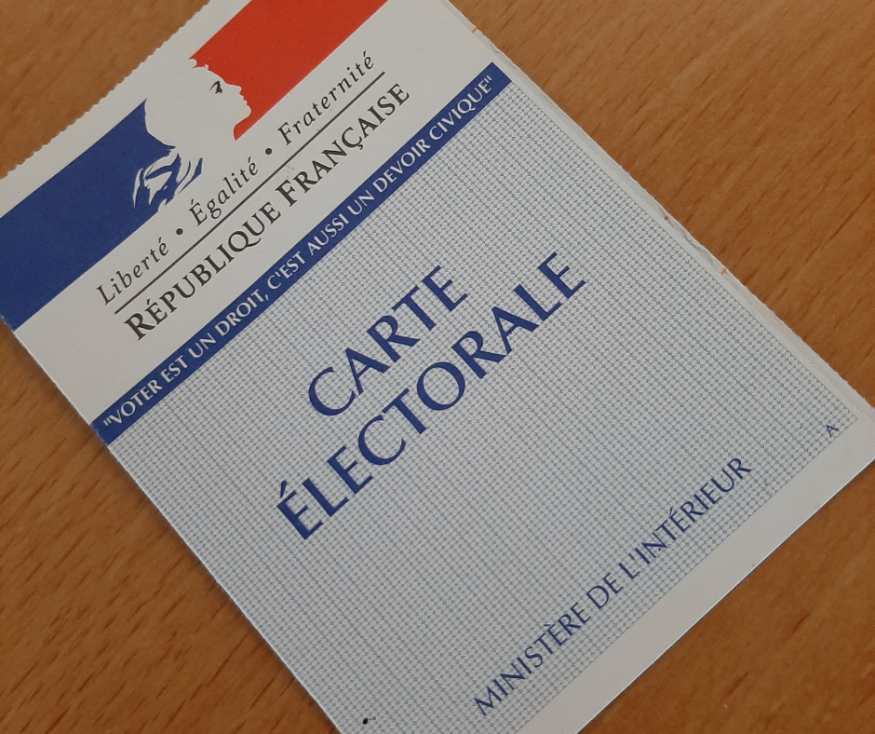 Liberté • Égalité • Fraternité
RÉPUBLIQUE FRANÇAISE
"VOTER EST UN DROIT, C'EST AUSSI UN DEVOIR CIVIQUE"
CARTE
ÉLECTORALE
MINISTÈRE DE L'INTÉRIEUR
A